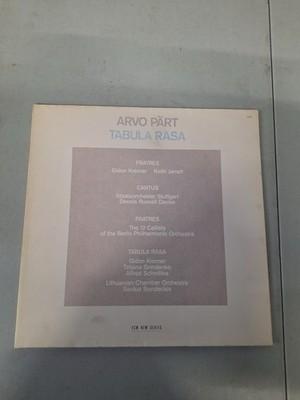 ARVO PÄRT
TABULA RASA
FRATRES
Gidon Kremer Keith Jarrett
CANTUS
Staatsorchester Stuttgart
Dennis Russell Davies
FRATRES
The 12 Cellists
of the Berlin Philharmonic Orchestra
TABULA RASA
Gidon Kremer
Tatjana Grindenko
Alfred Schnittke
Lithuanian Chamber Orchestra
Saulus Sondeckis
ECM NEW SERIES